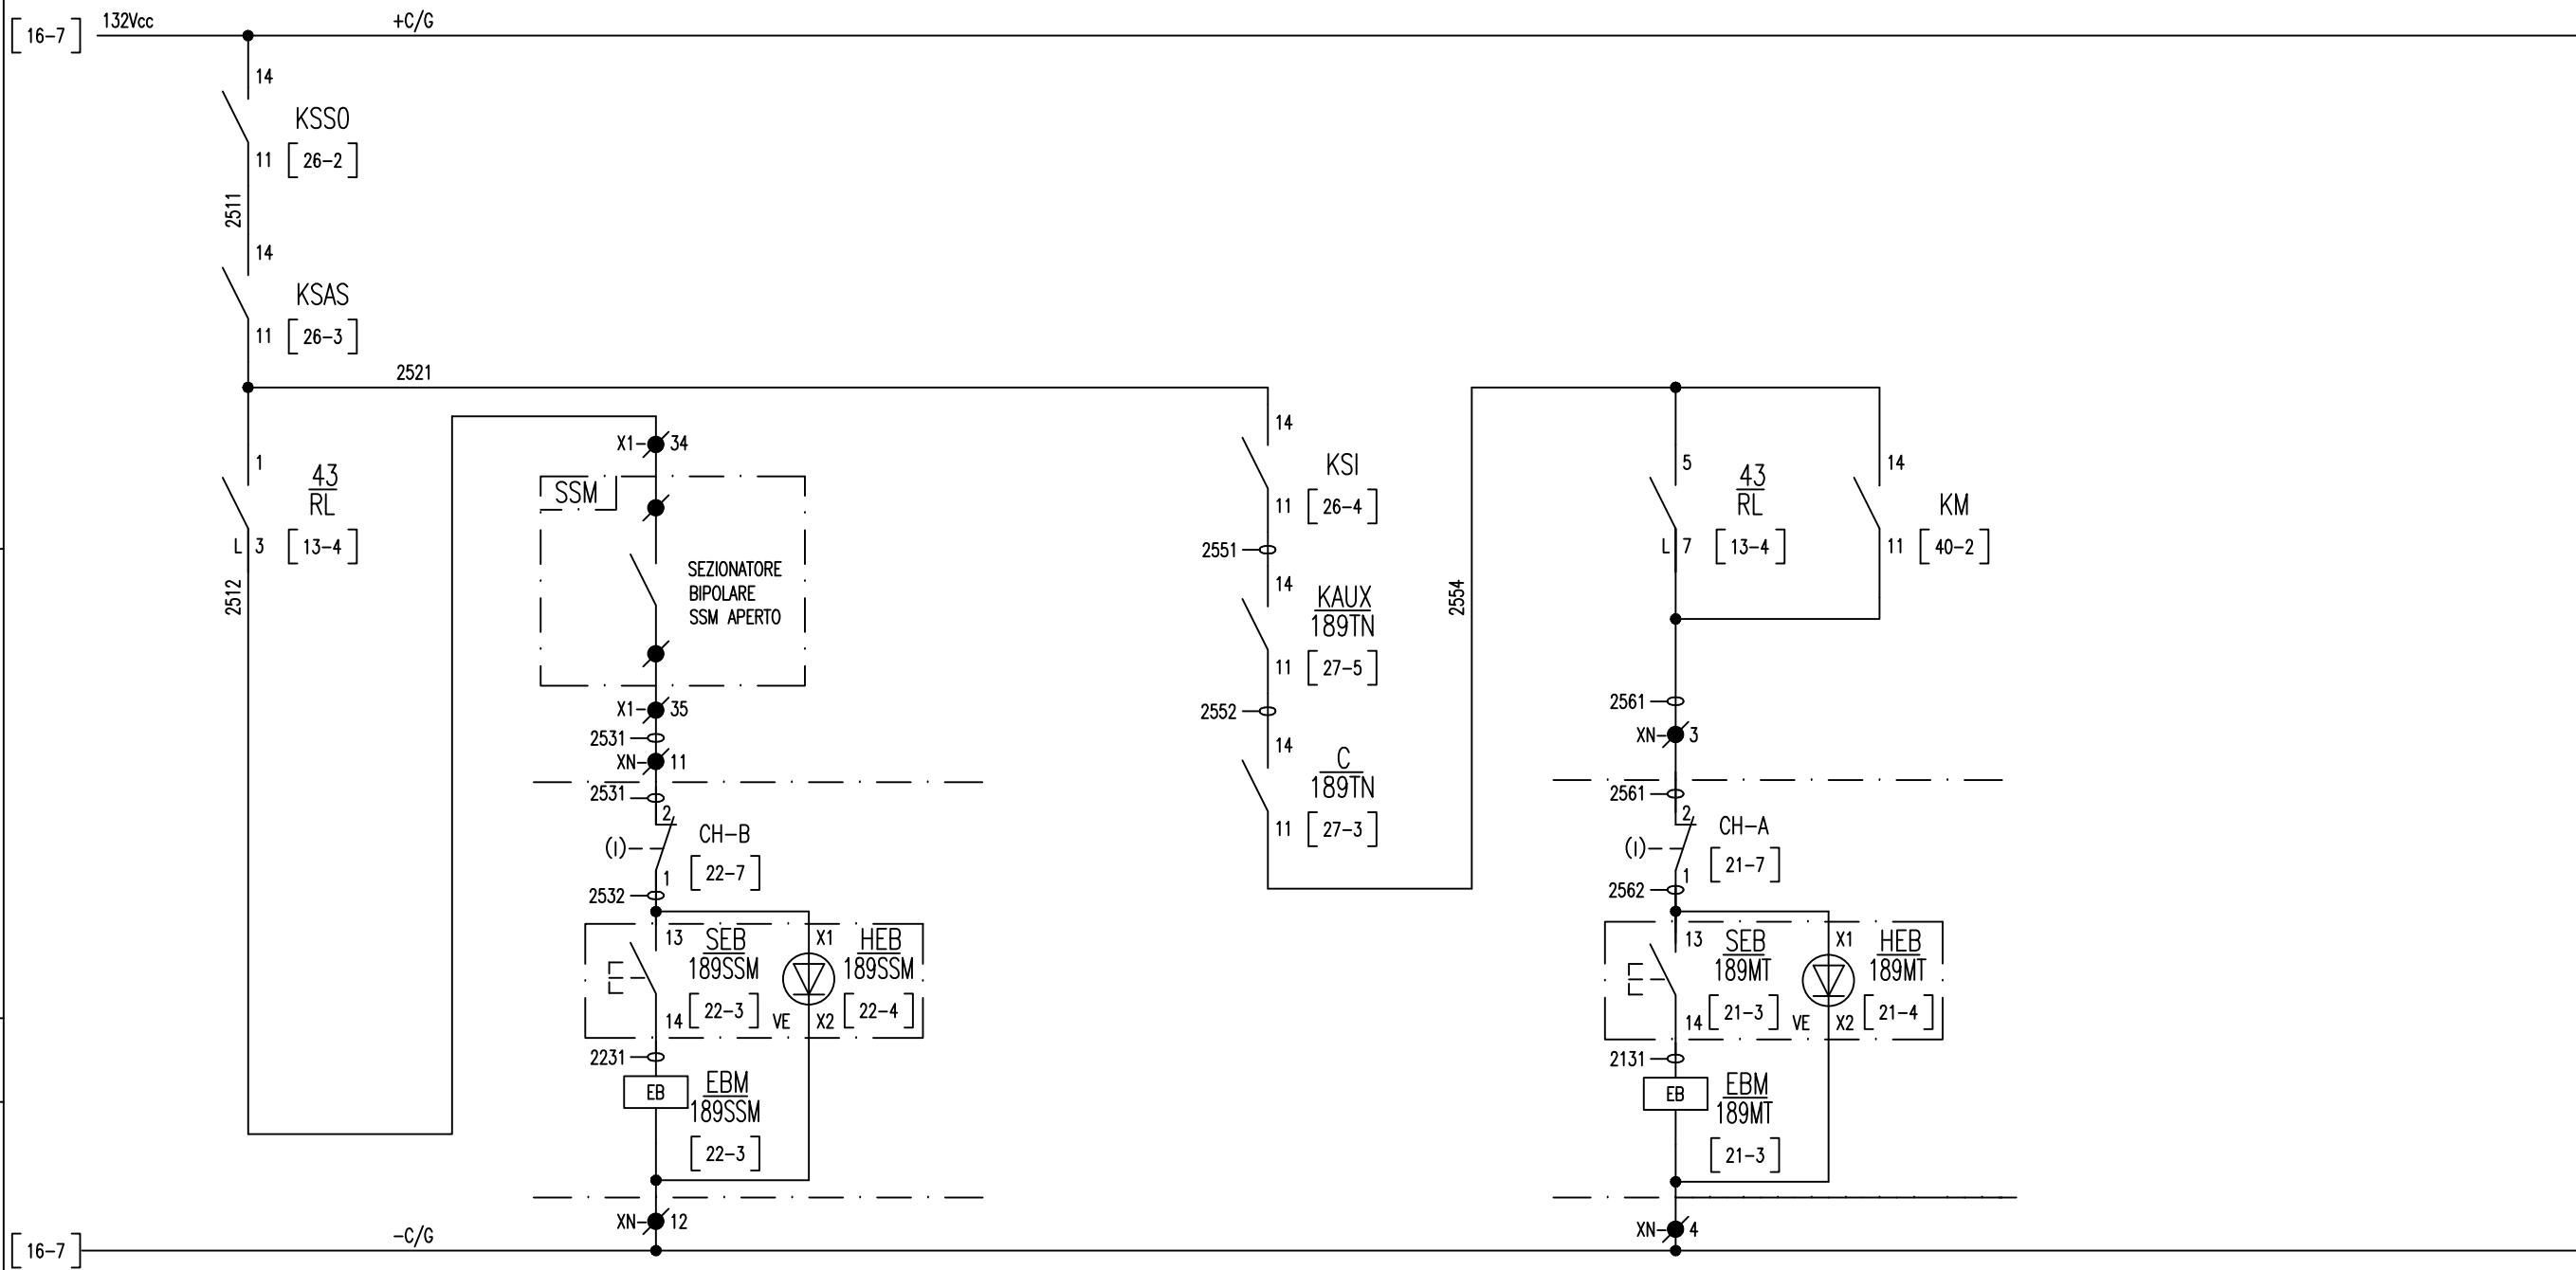 132Vcc
+C/G
16-7
14
KSSO
11
26-2
2511
14
KSAS
11
26-3
2521
1
43
RL
L
3
13-4
2512
X1-
34
SSM
SEZIONATORE
BIPOLARE
SSM APERTO
X1-
35
2531
XN-
11
2531
2
CH-B
(I)
22-7
1
2532
13
SEB
189SSM
22-3
14
X1
HEB
189SSM
22-4
VE
X2
2231
EB
EBM
189SSM
22-3
XN-
12
14
KSI
11
26-4
2551
14
KAUX
189TN
11
27-5
2552
14
C
189TN
11
27-3
2554
5
43
RL
L
7
13-4
14
KM
11
40-2
2561
XN-
3
2561
2
CH-A
(I)
21-7
1
2562
13
SEB
189MT
21-3
14
X1
HEB
189MT
21-4
VE
X2
2131
EB
EBM
189MT
21-3
XN-
4
16-7
-C/G